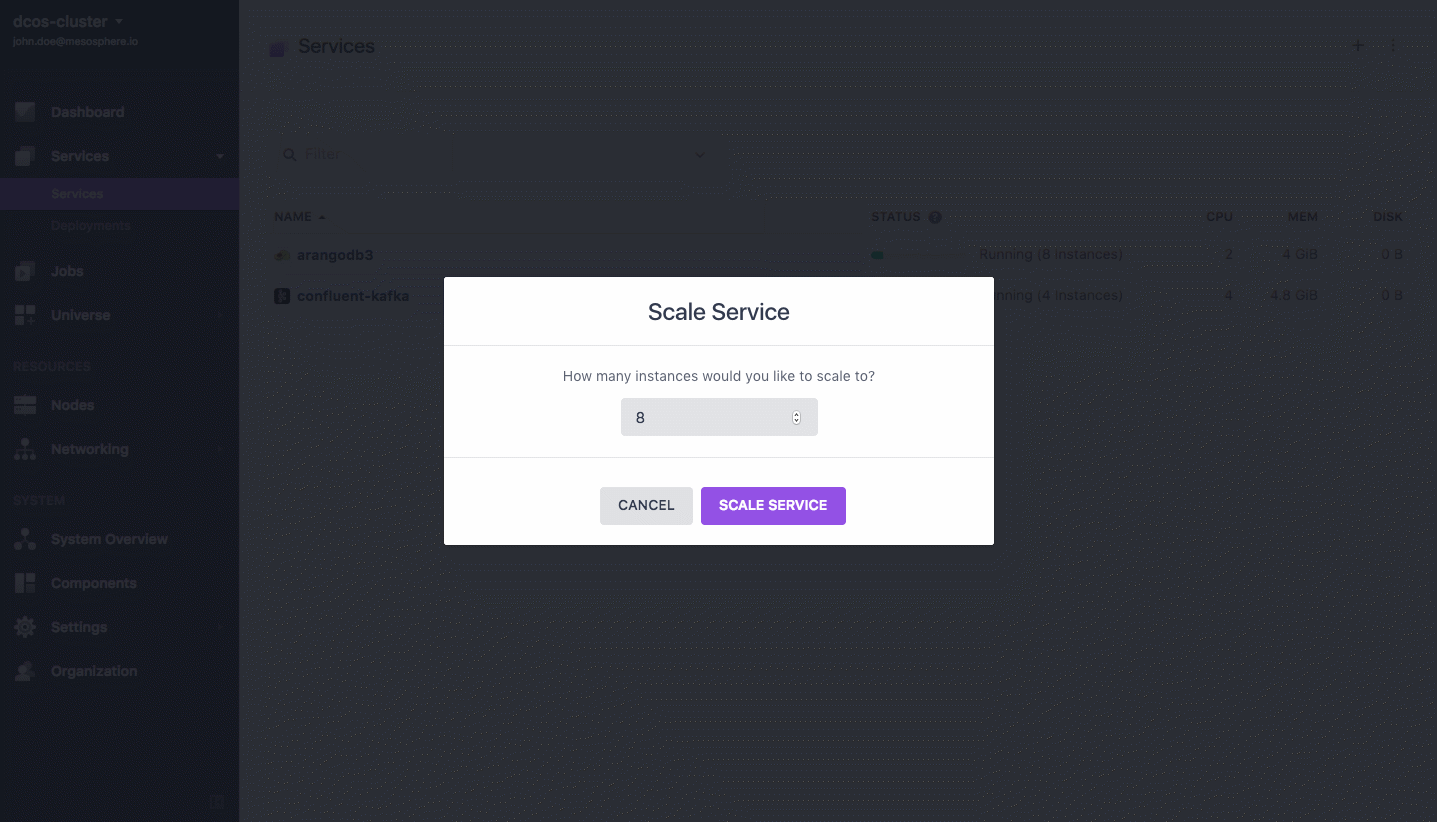 dcos-cluster
john.doe@mesosphere.io
Dashboard
Services
Services
Deployments
Jobs
Universe
RESOURCES
Nodes
Networking
SYSTEM
System Overview
Components
Settings
Organization
Services
Filter
NAME STATUS ? CPU MEM DISK
arangodb3 Running (8 Instances) 2 4 GiB 0 B
confluent-kafka nning (4 Instances) 4 4.8 GiB 0 B
Scale Service
How many instances would you like to scale to?
8
CANCEL SCALE SERVICE